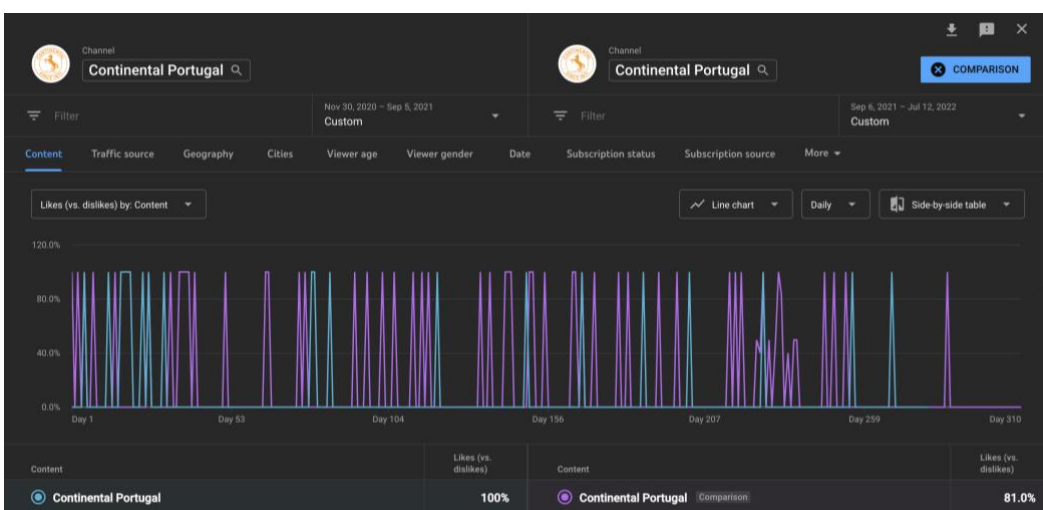 Channel
Continental Portugal
Channel
Continental Portugal
COMPARISON
Filter
Nov 30, 2020 – Sep 5, 2021
Custom
Filter
Sep 6, 2021 – Jul 12, 2022
Custom
Content Traffic source Geography Cities Viewer age Viewer gender Date Subscription status Subscription source More
Likes (vs. dislikes) by: Content
Line chart
Daily
Side-by-side table
120.0%
80.0%
40.0%
0.0%
Day 1 Day 53 Day 104 Day 156 Day 207 Day 259 Day 310
Content
Likes (vs.
dislikes)
Content
Likes (vs.
dislikes)
Continental Portugal 100%
Continental Portugal Comparison 81.0%